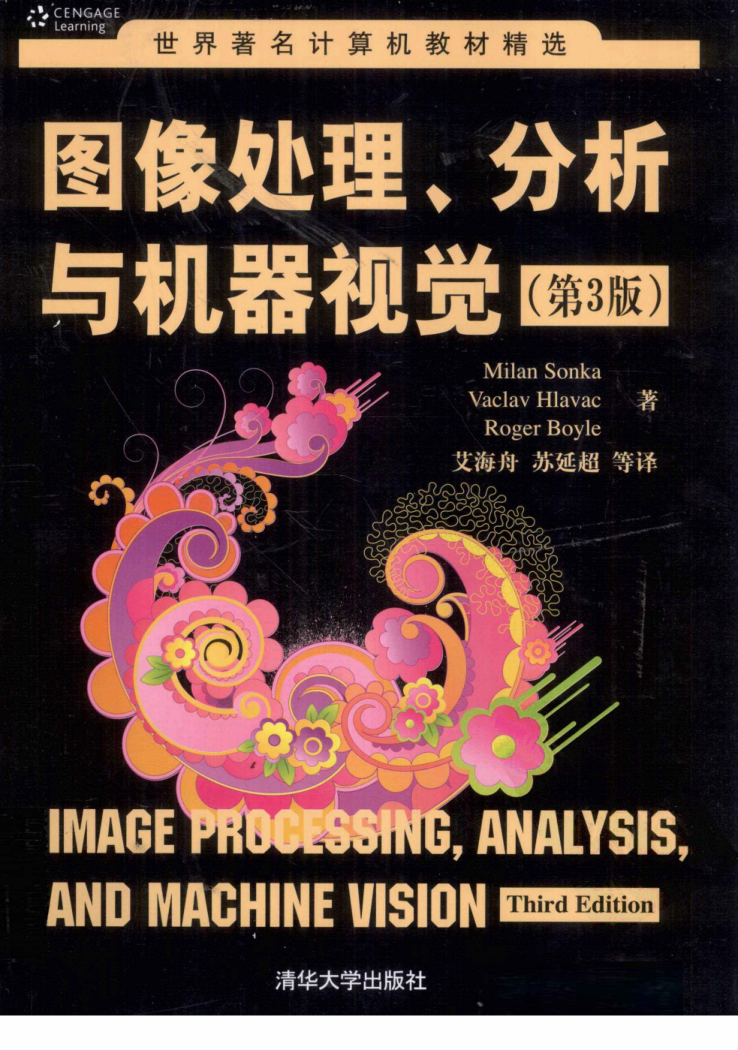 CENGAGE
Learning
世界著名计算机教材精选
图像处理、分析
与机器视觉(第3版)
Milan Sonka
Vaclav Hlavac 著
Roger Boyle
艾海舟 苏延超 等译
IMAGE PROCESSING, ANALYSIS,
AND MACHINE VISION Third Edition
清华大学出版社